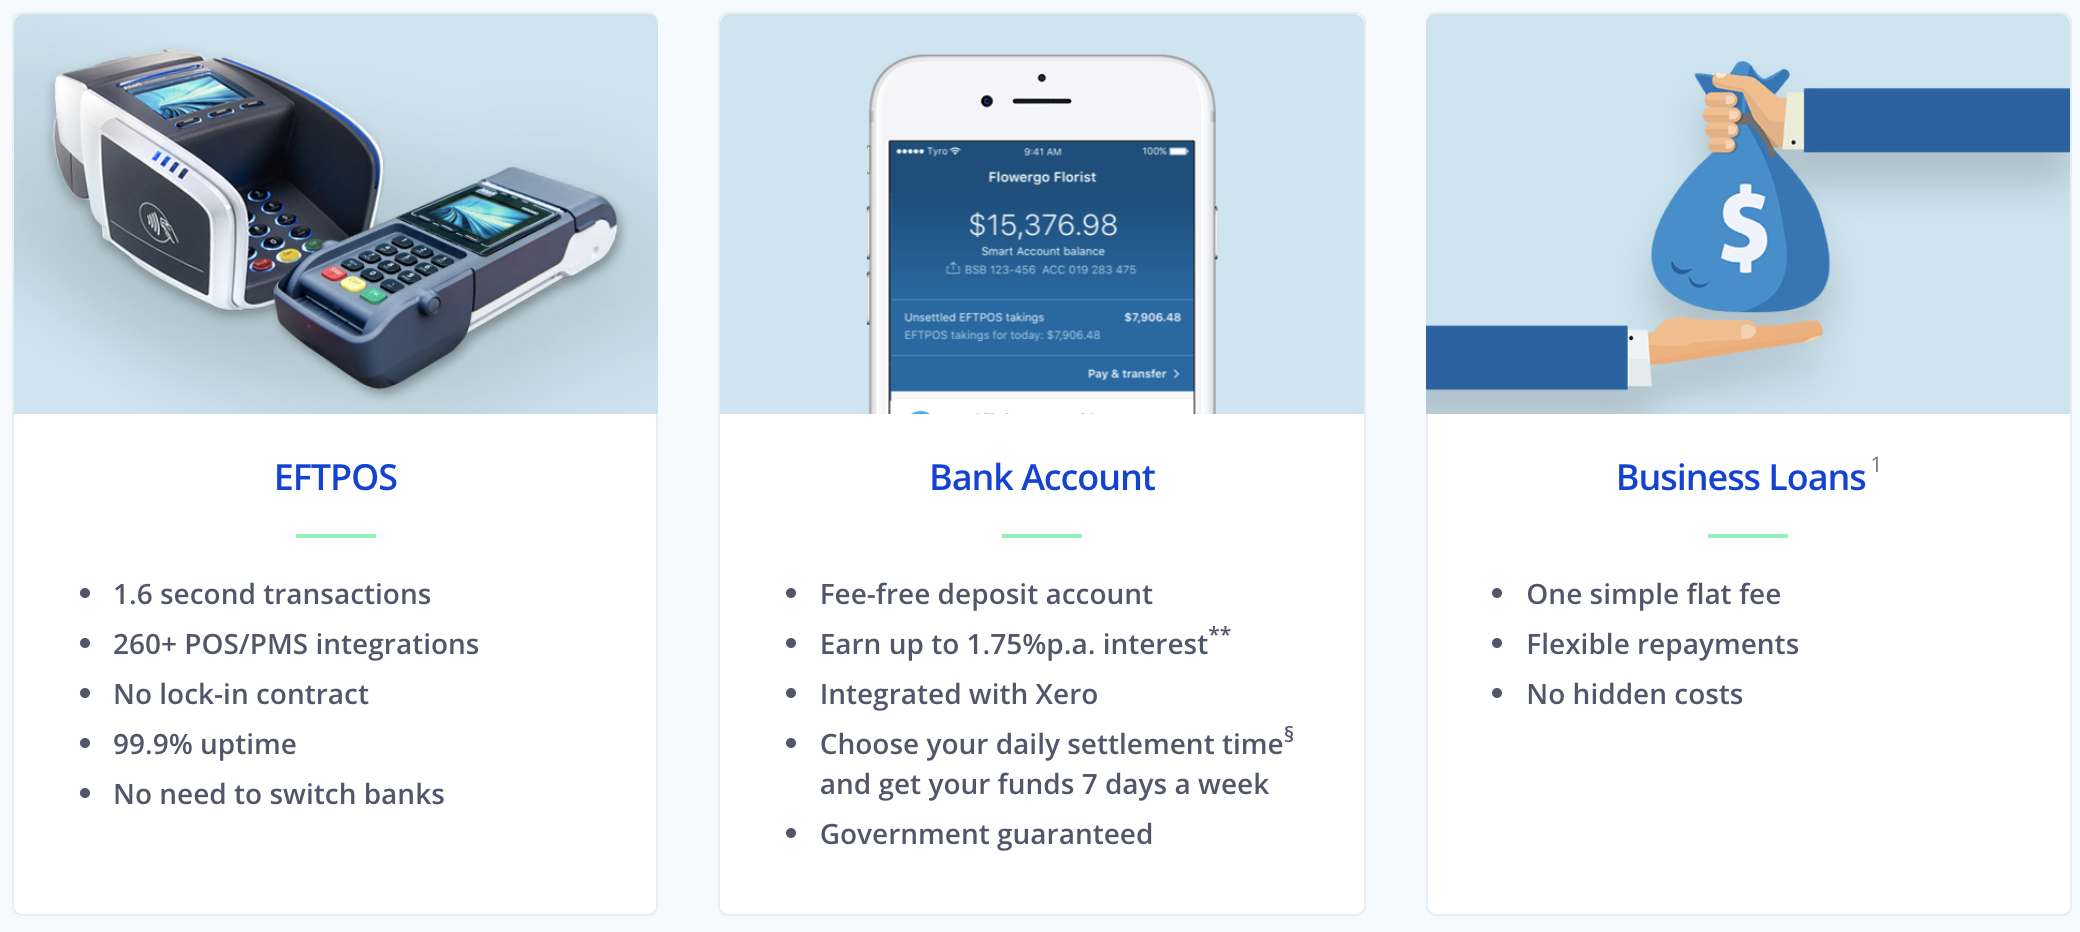 ●●●●● Tyro 9:41 AM 100%
Flowergo Florist
$15,376.98
Smart Account balance
BSB 123-456 ACC 019 283 475
Unsettled EFTPOS takings $7,906.48
EFTPOS takings for today: $7,906.48
Pay & transfer >
$
EFTPOS
• 1.6 second transactions
• 260+ POS/PMS integrations
• No lock-in contract
• 99.9% uptime
• No need to switch banks
Bank Account
• Fee-free deposit account
• Earn up to 1.75%p.a. interest**
• Integrated with Xero
• Choose your daily settlement time§
and get your funds 7 days a week
• Government guaranteed
Business Loans 1
• One simple flat fee
• Flexible repayments
• No hidden costs